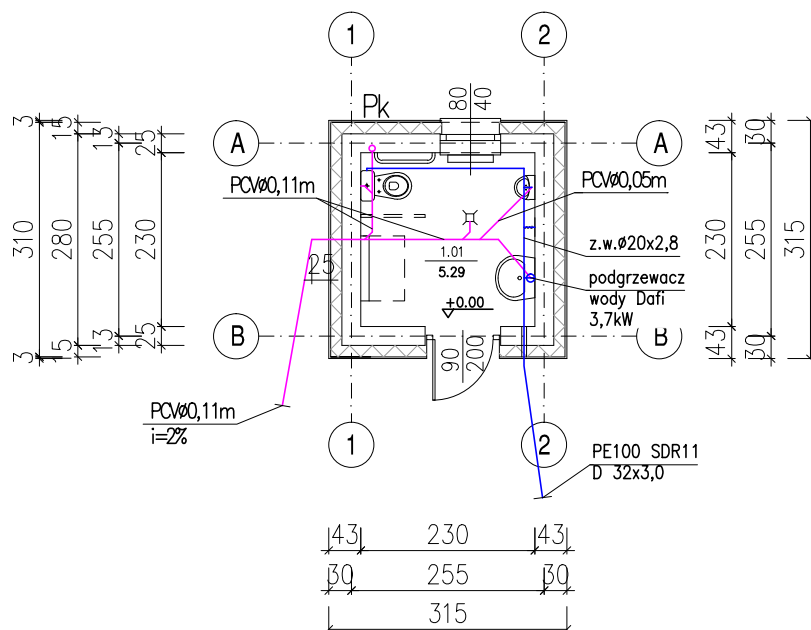 1
2
A
A
Pk
80
40
PCVø0,11m
PCVø0,05m
z.w.ø20x2,8
podgrzewacz
wody Dafi
3,7kW
1.01
5.29
+0.00
25
B
B
90
200
PCVø0,11m
i=2%
1
2
PE100 SDR11
D 32x3,0
3
310
3
15
280
15
13
255
13
25
230
25
43
230
43
30
255
30
315
43
230
43
30
255
30
315